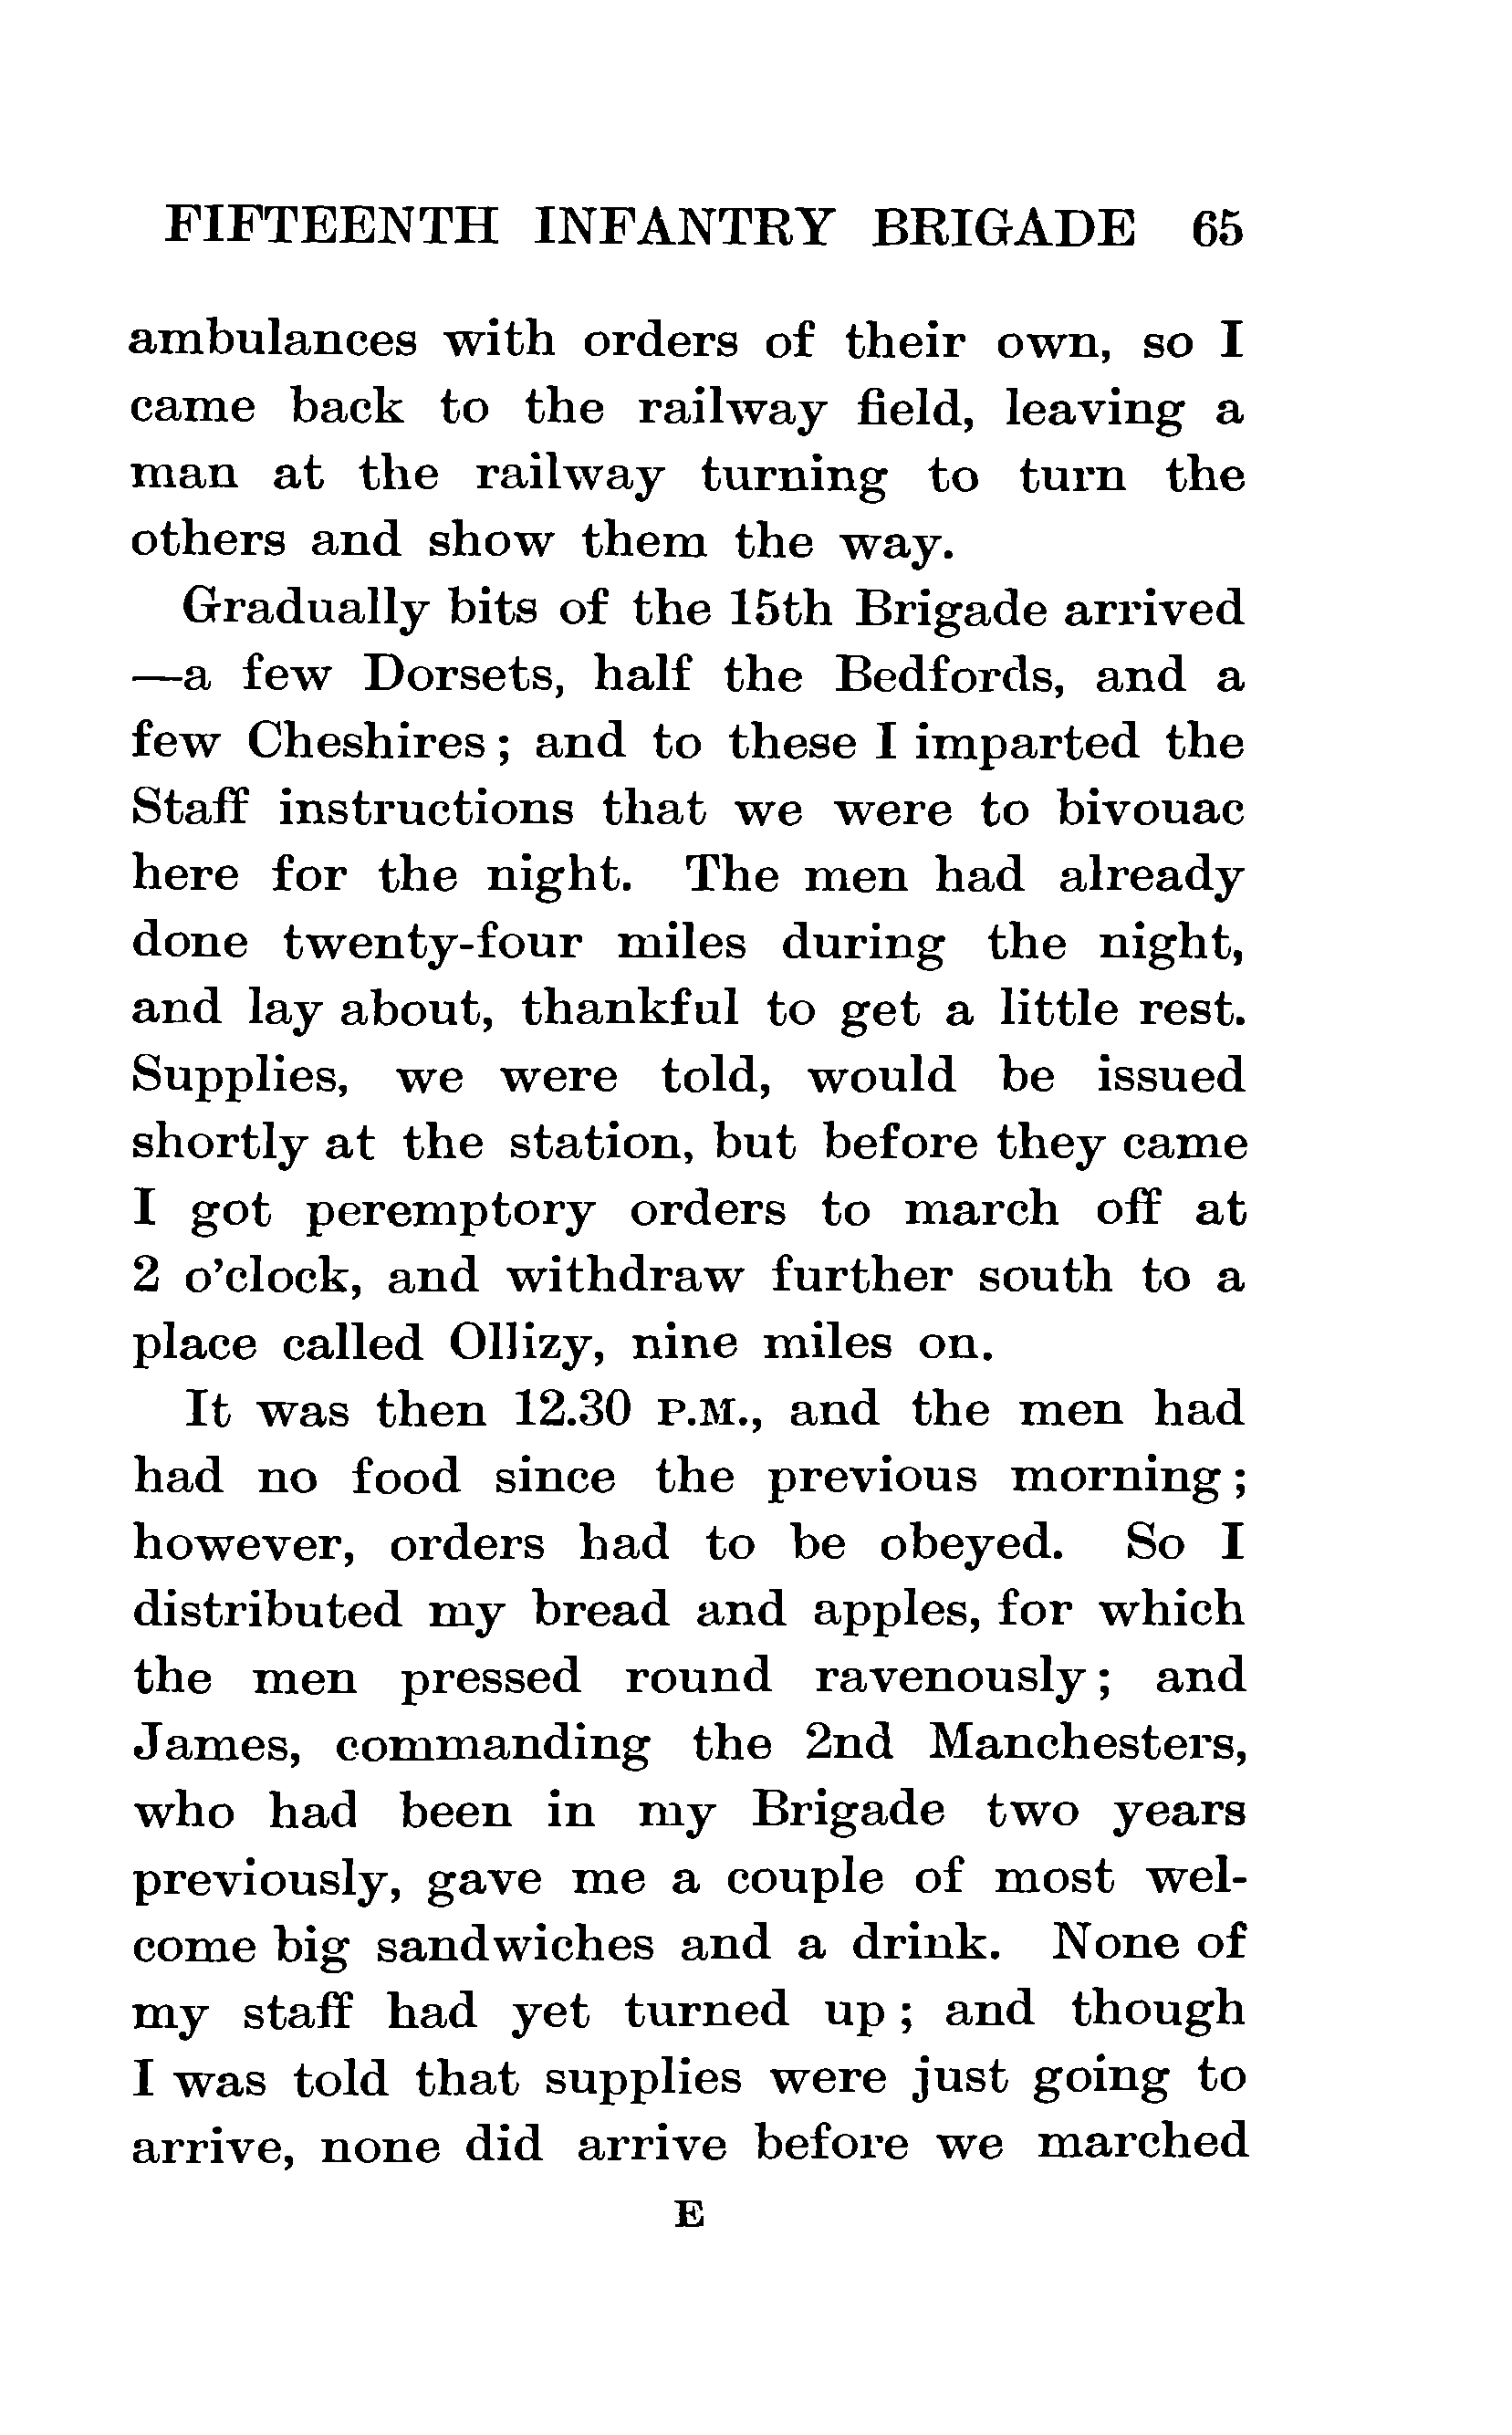 FIFTEENTH INFANTRY BRIGADE 65
ambulances with orders of their own, so I
came back to the railway field, leaving a
man at the railway turning to turn the
others and show them the way.
Gradually bits of the 15th Brigade arrived
—a few Dorsets, half the Bedfords, and a
few Cheshires; and to these I imparted the
Staff instructions that we were to bivouac
here for the night. The men had already
done twenty-four miles during the night,
and lay about, thankful to get a little rest.
Supplies, we were told, would be issued
shortly at the station, but before they came
I got peremptory orders to march off at
2 o'clock, and withdraw further south to a
place called Ollizy, nine miles on.
It was then 12.30 P.M., and the men had
had no food since the previous morning;
however, orders had to be obeyed. So I
distributed my bread and apples, for which
the men pressed round ravenously; and
James, commanding the 2nd Manchesters,
who had been in my Brigade two years
previously, gave me a couple of most wel-
come big sandwiches and a drink. None of
my staff had yet turned up; and though
I was told that supplies were just going to
arrive, none did arrive before we marched
E